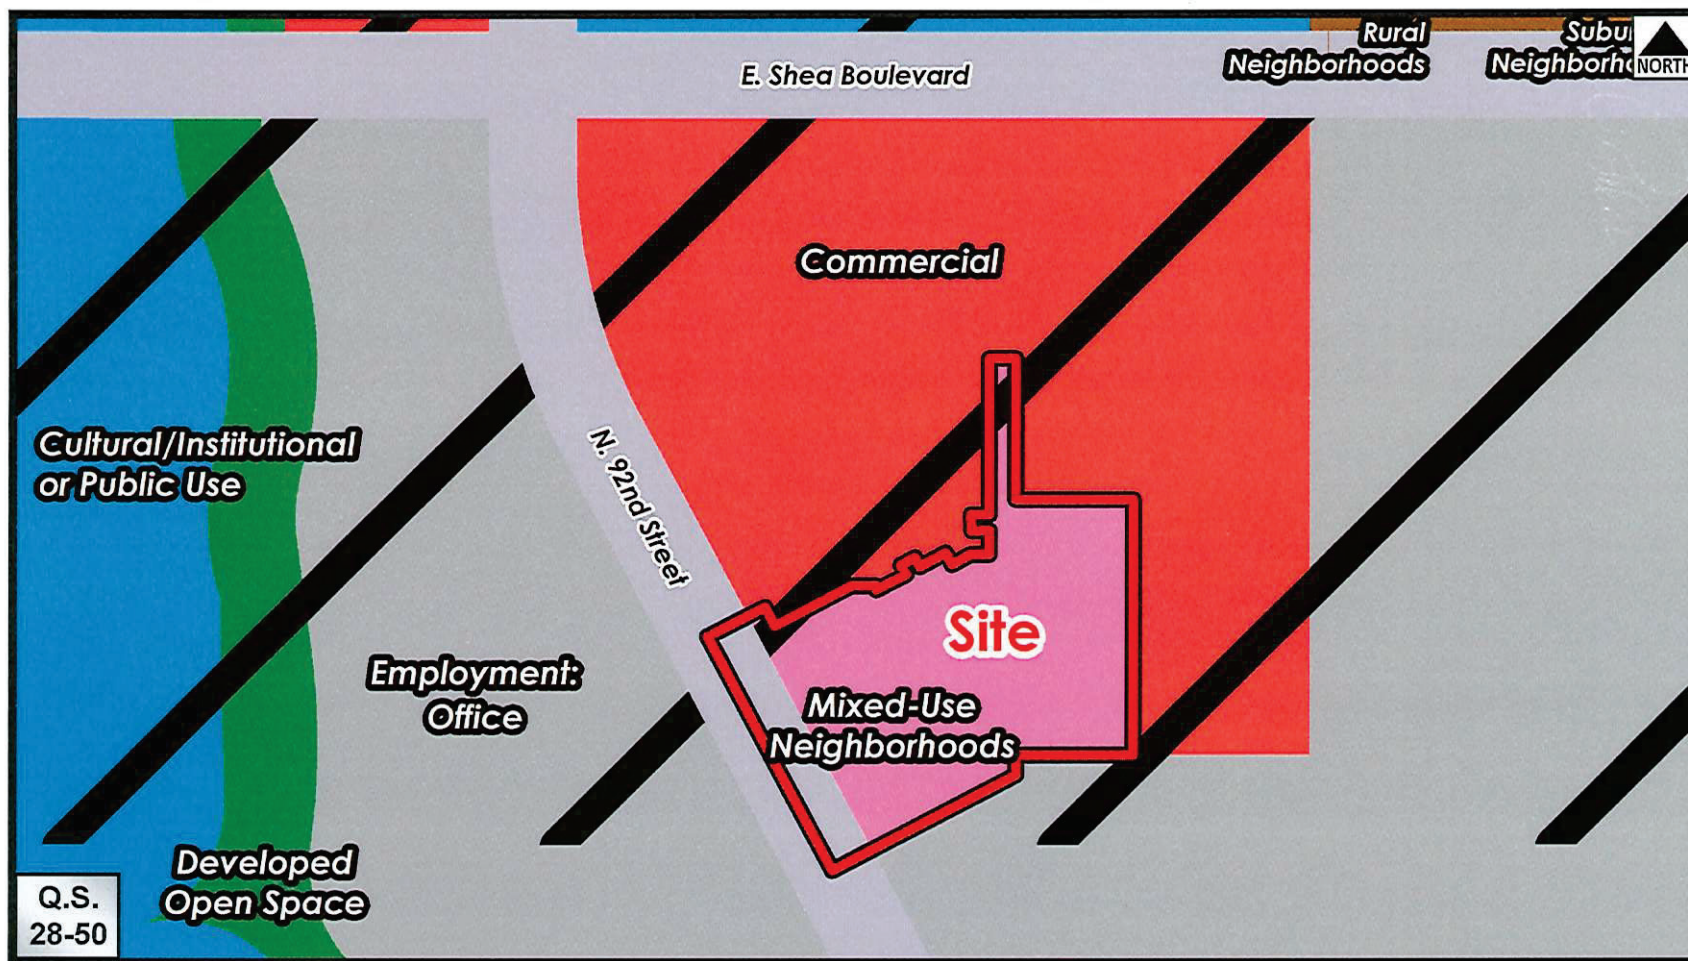 Rural
Neighborhoods
NORTH
E. Shea Boulevard
Commercial
Cultural/Institutional
or Public Use
N. 92nd Street
Site
Employment:
Office
Mixed-Use
Neighborhoods
Developed
Open Space
Q.S.
28-50